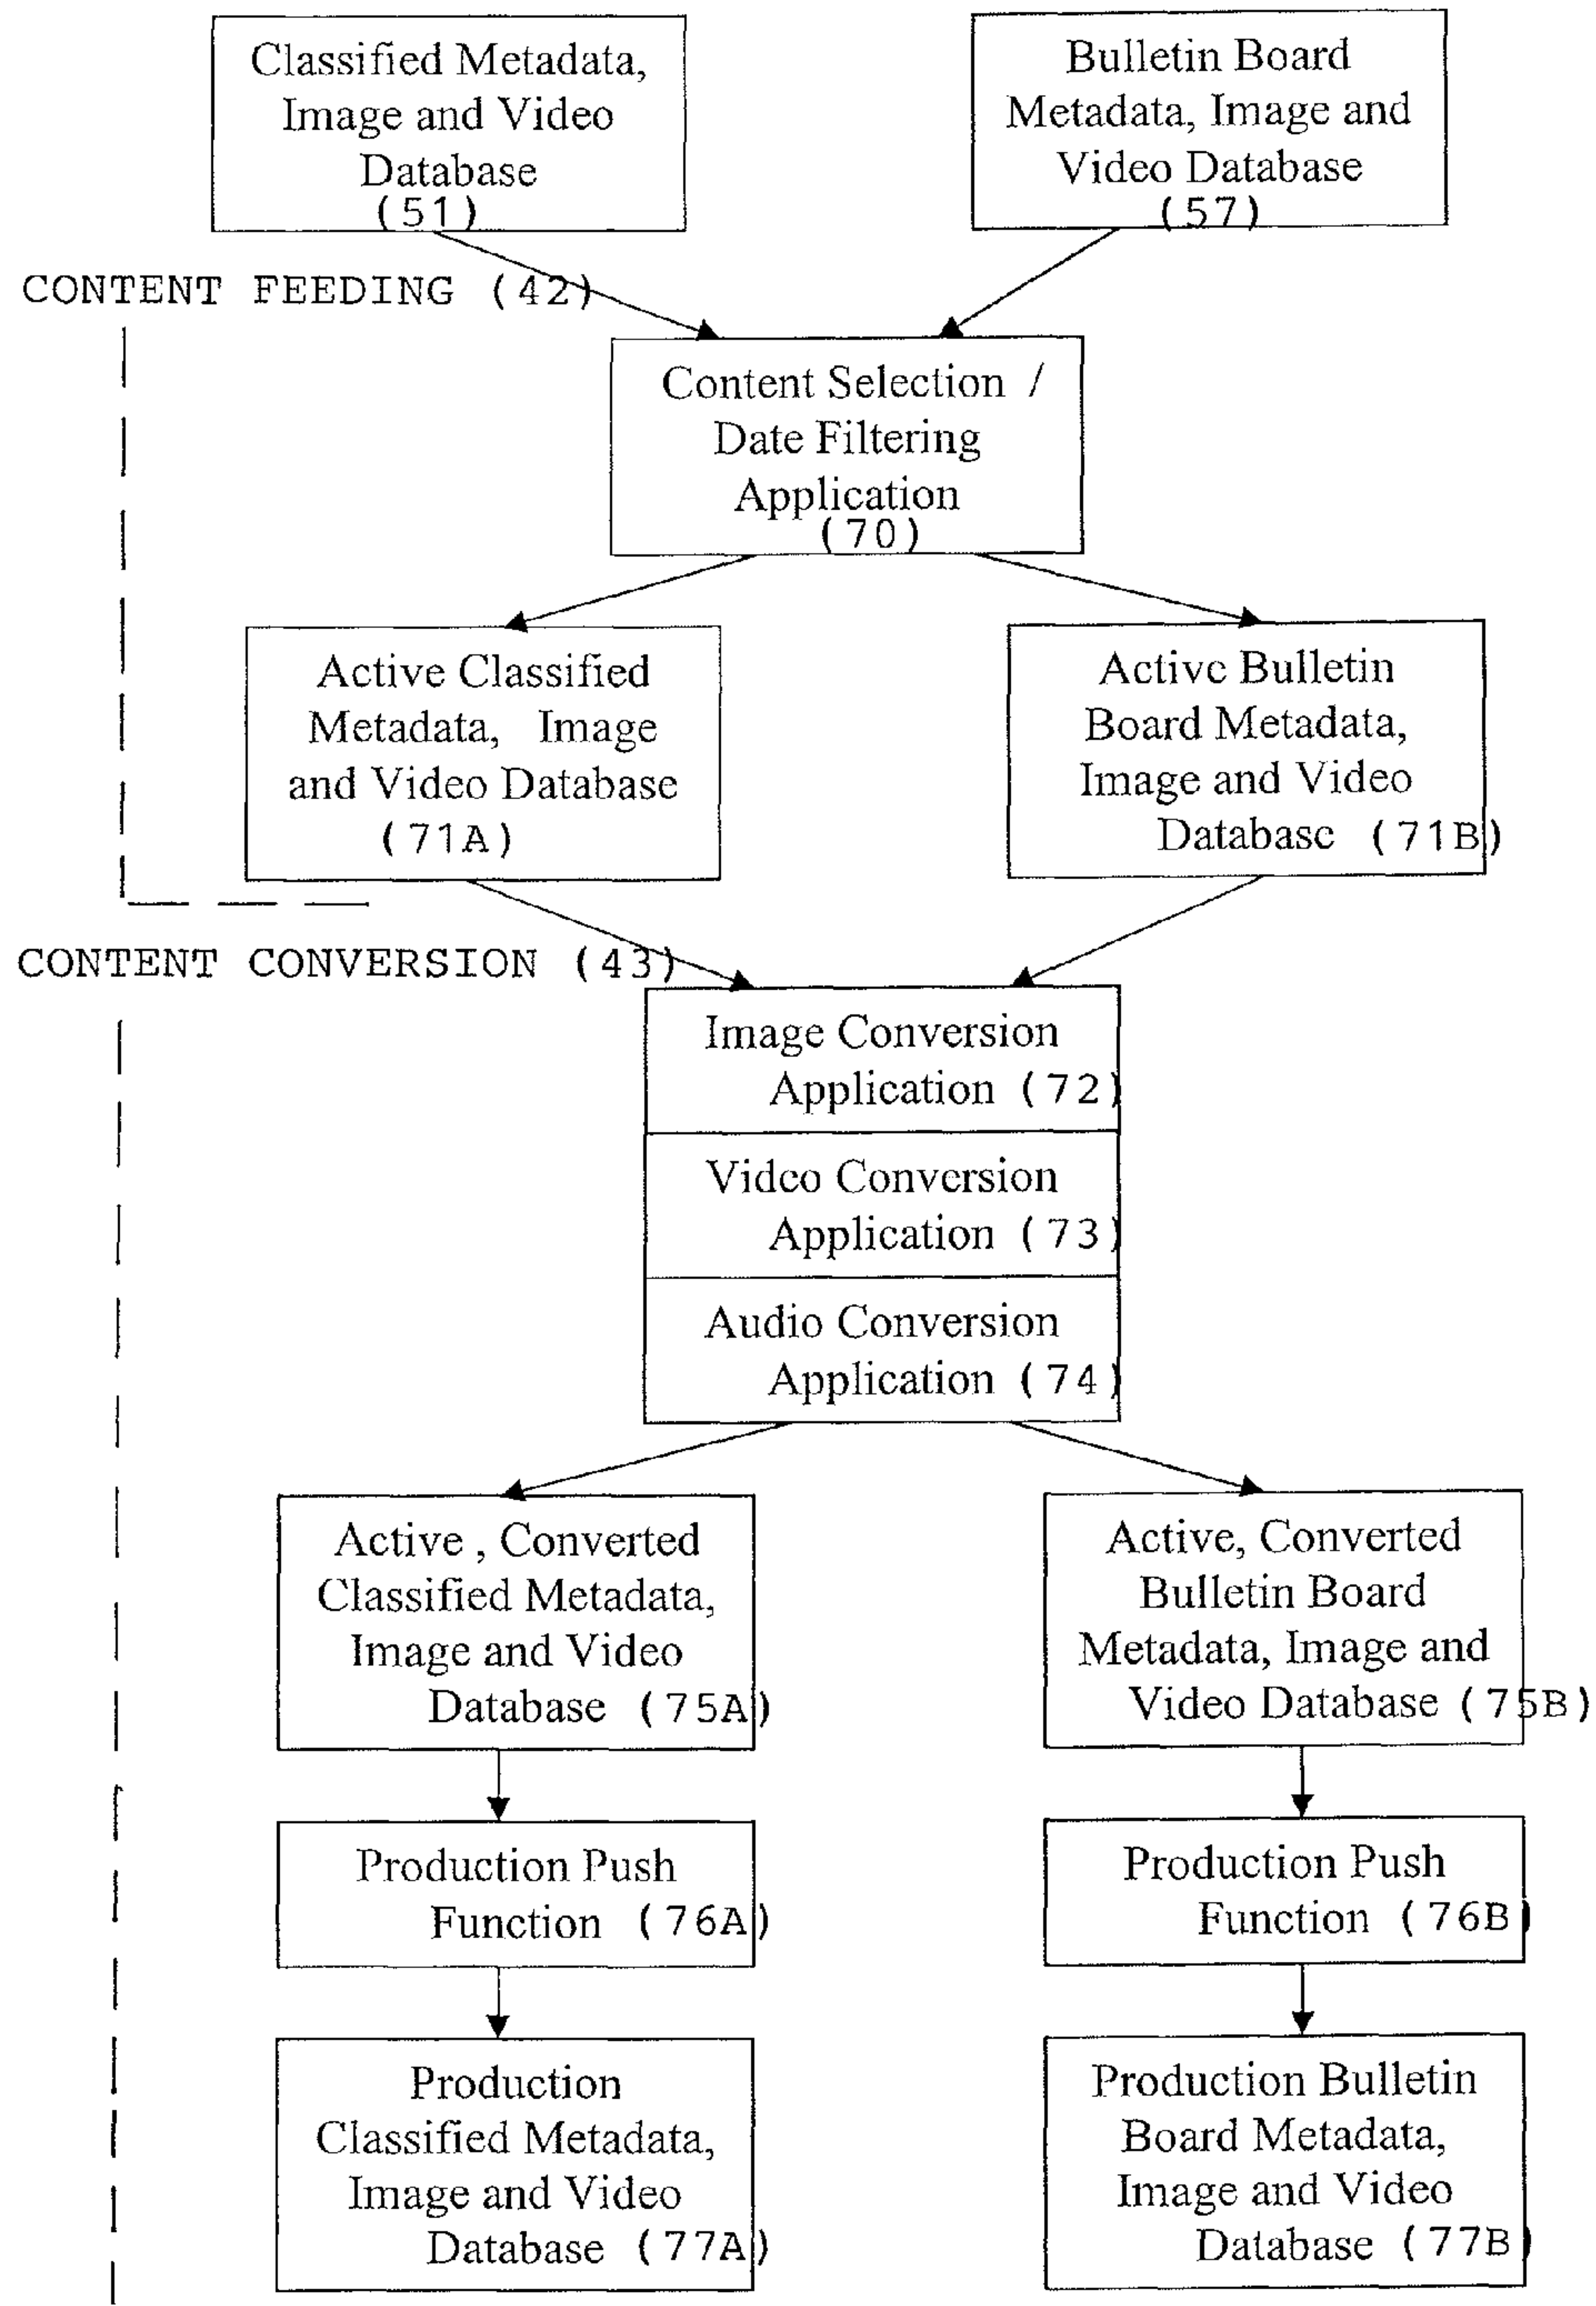 Classified Metadata,
Image and Video
Database
(51)
Bulletin Board
Metadata, Image and
Video Database
(57)
CONTENT FEEDING (42)
Content Selection /
Date Filtering
Application
(70)
Active Classified
Metadata, Image
and Video Database
(71A)
Active Bulletin
Board Metadata,
Image and Video
Database (71B)
CONTENT CONVERSION (43)
Image Conversion
Application (72)
Video Conversion
Application (73)
Audio Conversion
Application (74)
Active , Converted
Classified Metadata,
Image and Video
Database (75A)
Active, Converted
Bulletin Board
Metadata, Image and
Video Database (75B)
Production Push
Function (76A)
Production Push
Function (76B)
Production
Classified Metadata,
Image and Video
Database (77A)
Production Bulletin
Board Metadata,
Image and Video
Database (77B)